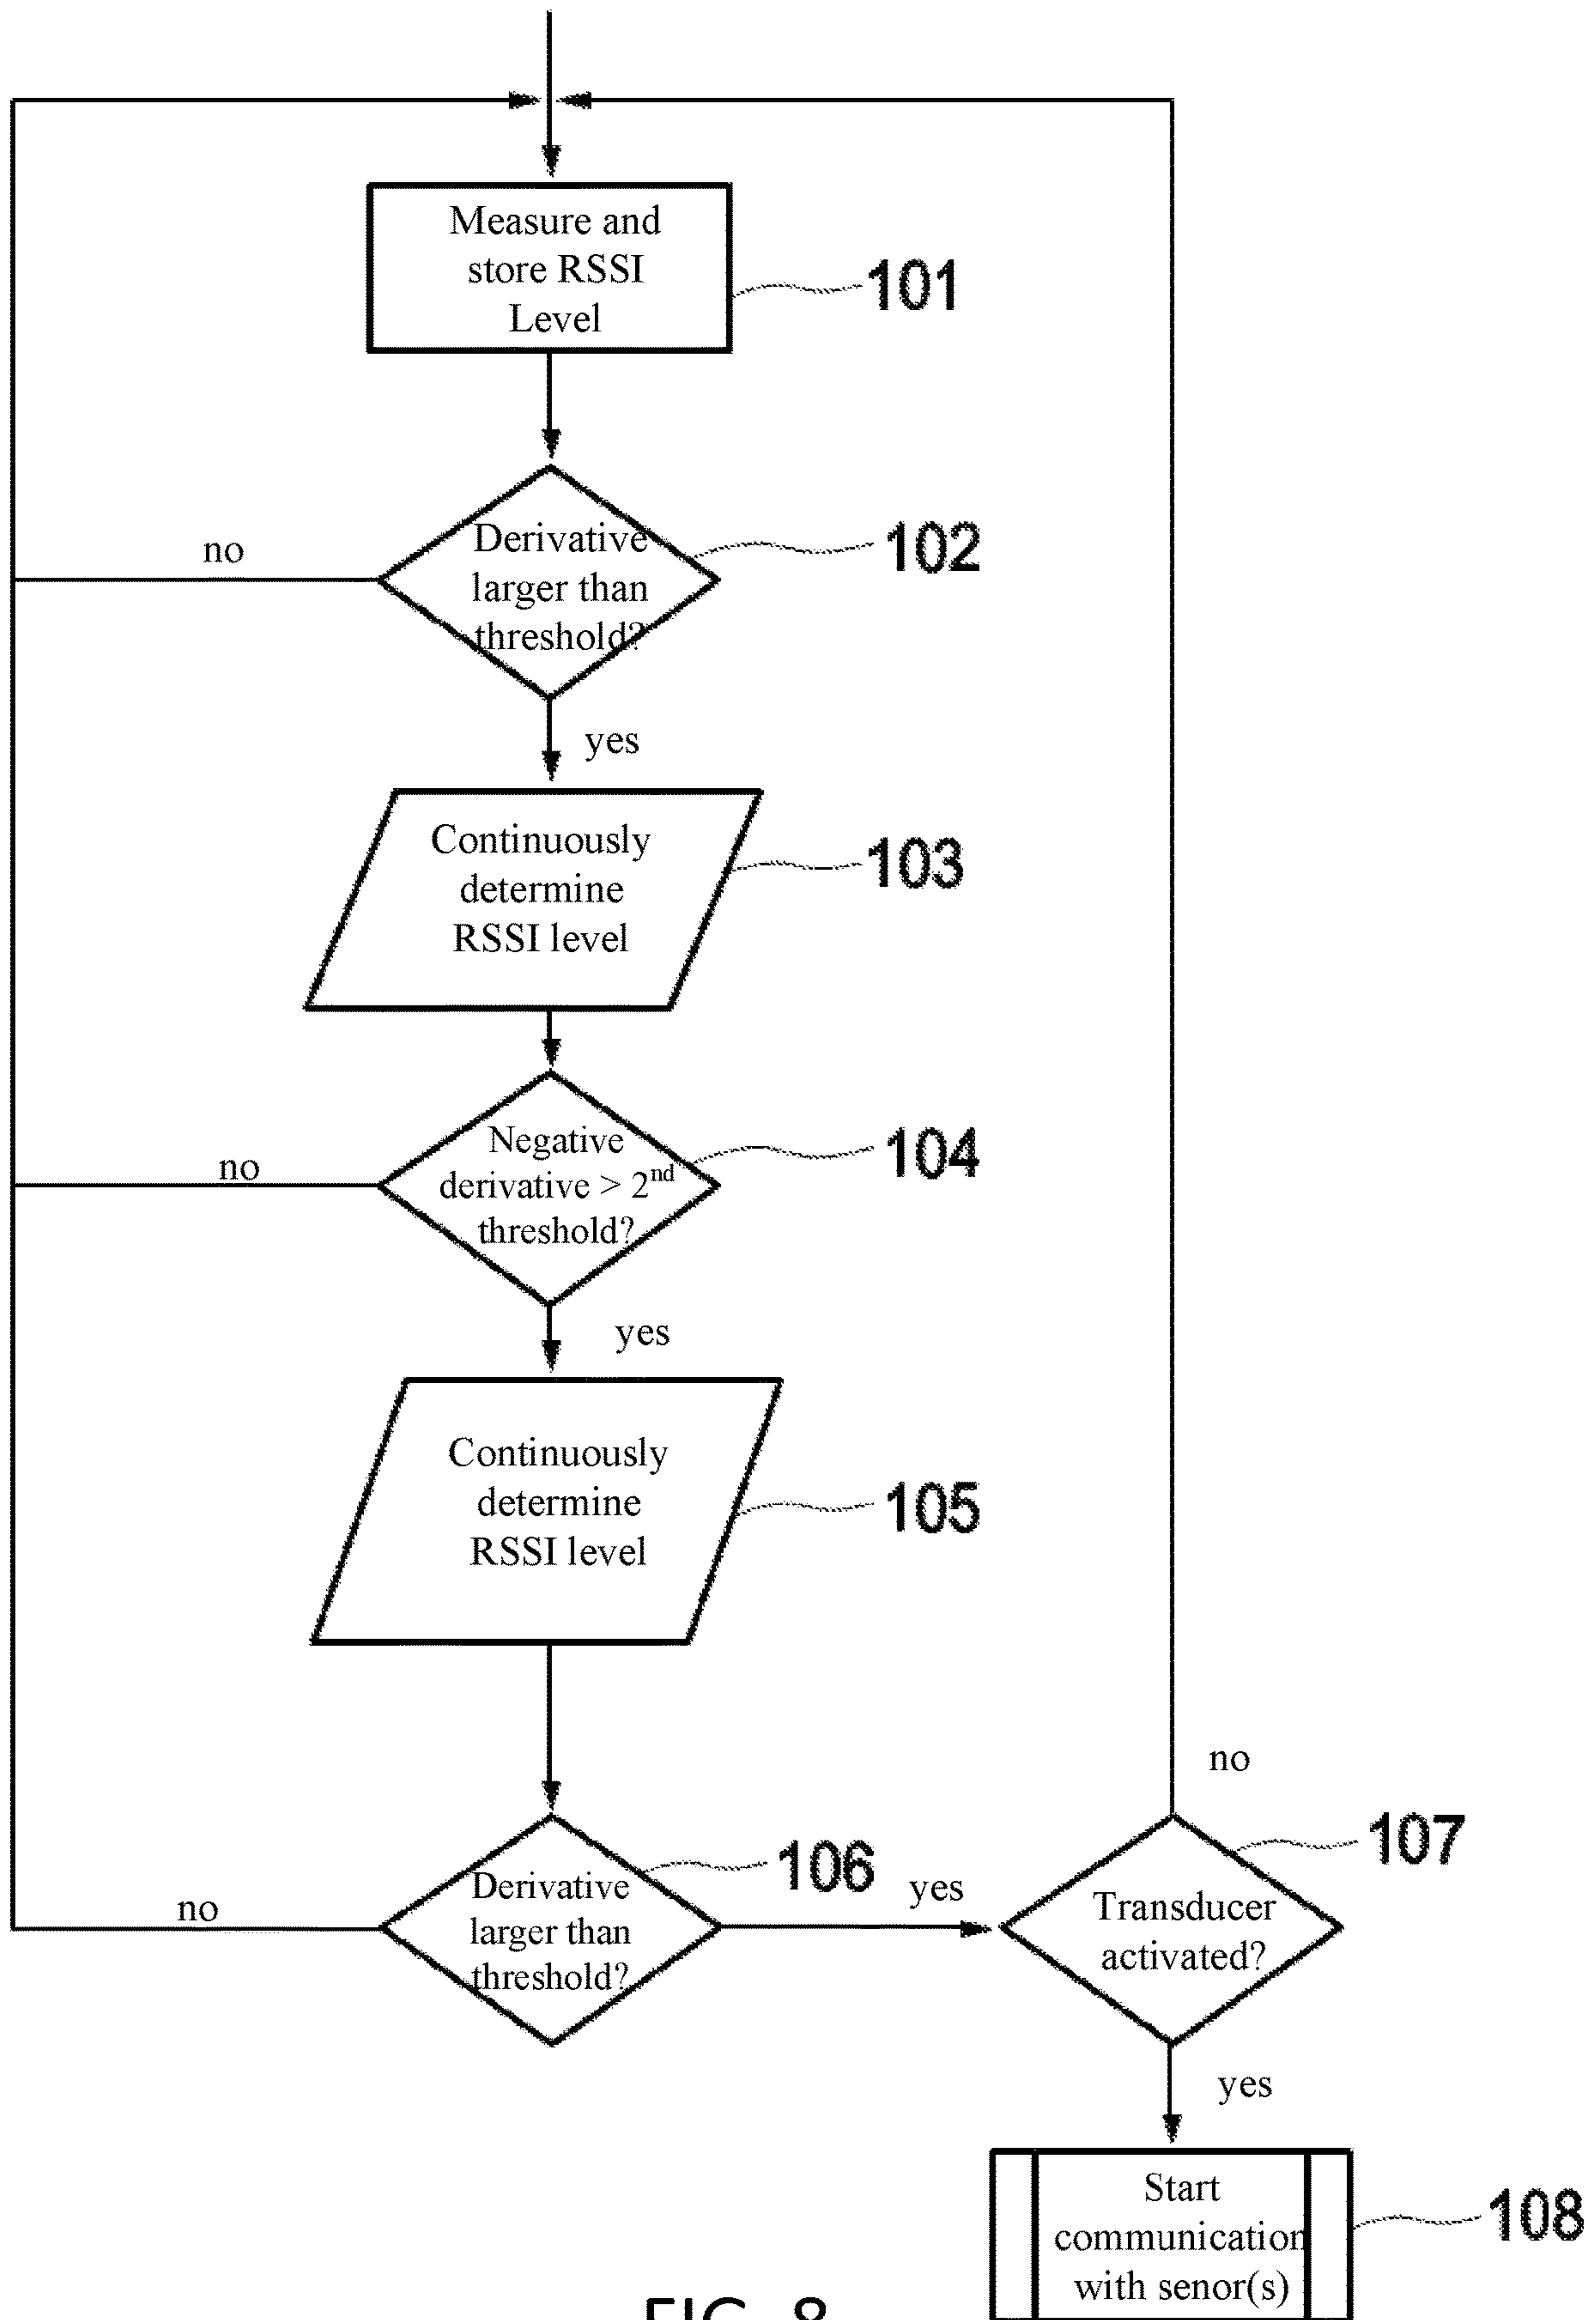 Measure and
store RSSI
Level
101
Derivative
larger than
threshold?
102
no
yes
Continuously
determine
RSSI level
103
Negative
derivative > 2nd
threshold?
104
no
yes
Continuously
determine
RSSI level
105
no
Derivative
larger than
threshold?
106
yes
no
107
Transducer
activated?
yes
Start
communication
with senor(s)
108
FIG. 8